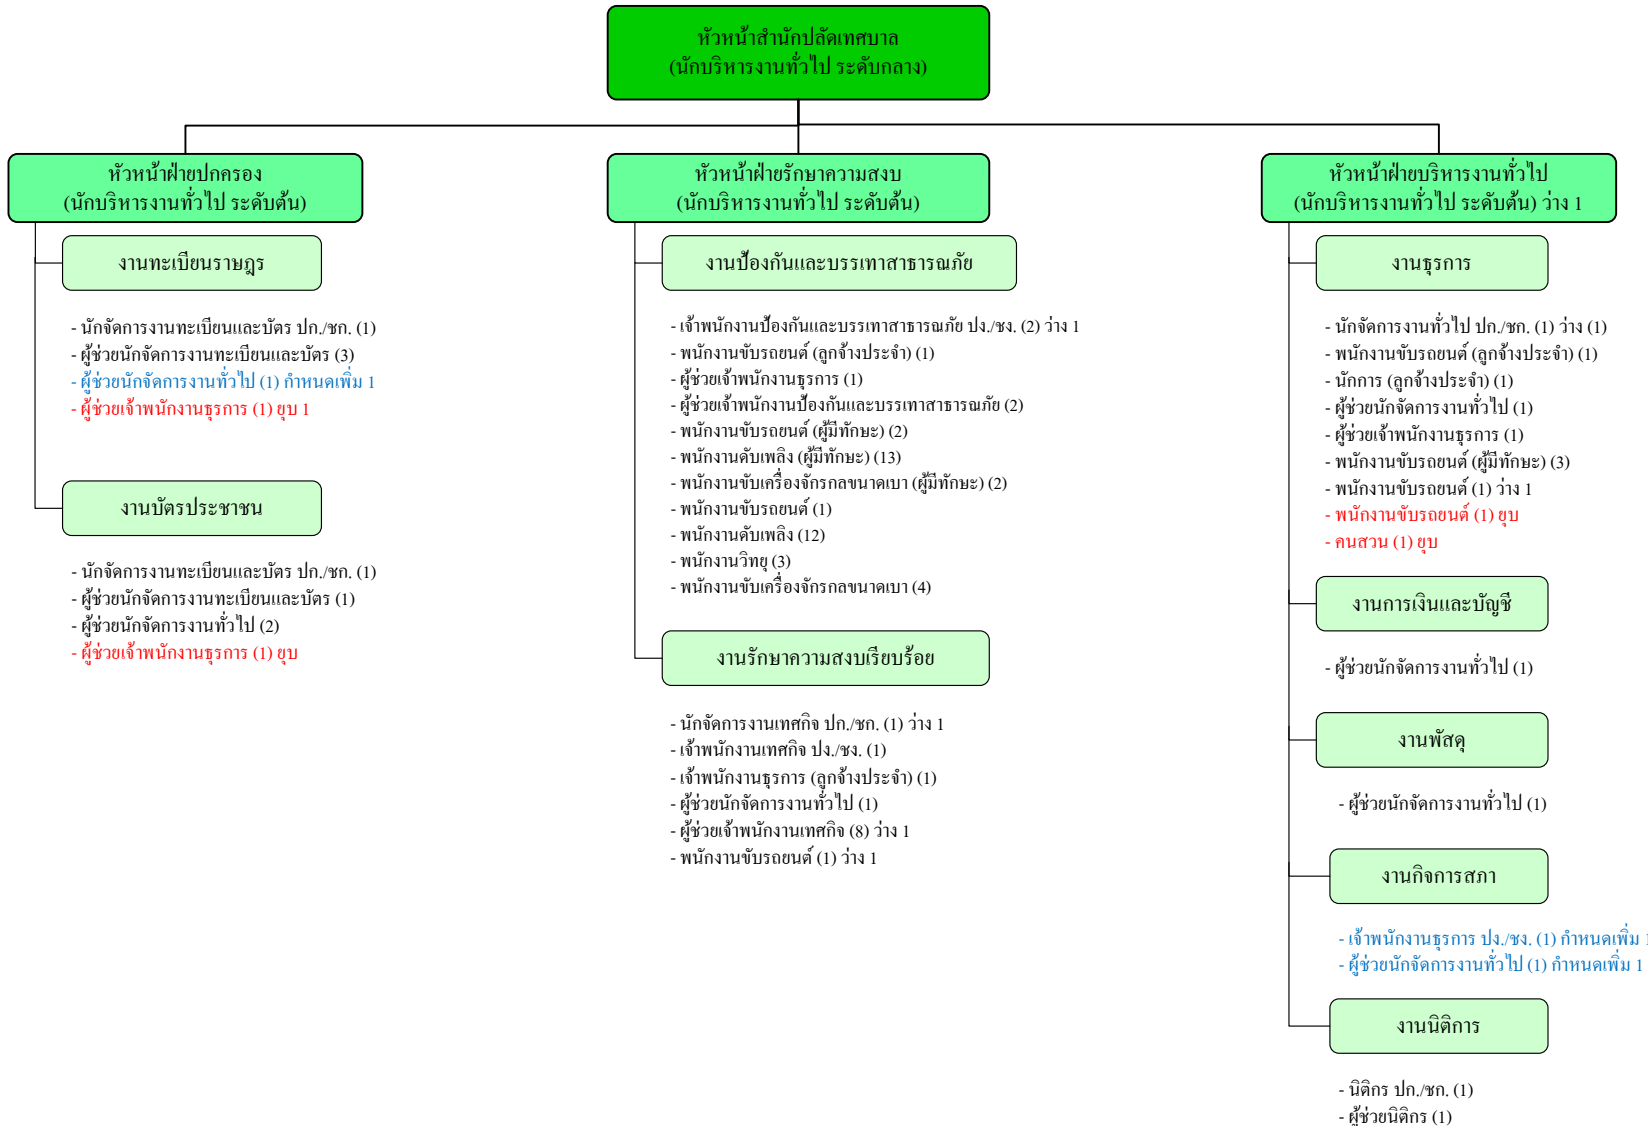 หัวหน้าสำนักปลัดเทศบาล
(นักบริหารงานทั่วไป ระดับกลาง)
หัวหน้าฝ่ายปกครอง
(นักบริหารงานทั่วไป ระดับต้น)
งานทะเบียนราษฎร
- นักจัดการงานทะเบียนและบัตร ปก./ชก. (1)
- ผู้ช่วยนักจัดการงานทะเบียนและบัตร (3)
- ผู้ช่วยนักจัดการงานทั่วไป (1) กำหนดเพิ่ม 1
- ผู้ช่วยเจ้าพนักงานธุรการ (1) ยุบ 1
งานบัตรประชาชน
- นักจัดการงานทะเบียนและบัตร ปก./ชก. (1)
- ผู้ช่วยนักจัดการงานทะเบียนและบัตร (1)
- ผู้ช่วยนักจัดการงานทั่วไป (2)
- ผู้ช่วยเจ้าพนักงานธุรการ (1) ยุบ
หัวหน้าฝ่ายรักษาความสงบ
(นักบริหารงานทั่วไป ระดับต้น)
งานป้องกันและบรรเทาสาธารณภัย
- เจ้าพนักงานป้องกันและบรรเทาสาธารณภัย ปง./ชง. (2) ว่าง 1
- พนักงานขับรถยนต์ (ลูกจ้างประจำ) (1)
- ผู้ช่วยเจ้าพนักงานธุรการ (1)
- ผู้ช่วยเจ้าพนักงานป้องกันและบรรเทาสาธารณภัย (2)
- พนักงานขับรถยนต์ (ผู้มีทักษะ) (2)
- พนักงานดับเพลิง (ผู้มีทักษะ) (13)
- พนักงานขับเครื่องจักรกลขนาดเบา (ผู้มีทักษะ) (2)
- พนักงานขับรถยนต์ (1)
- พนักงานดับเพลิง (12)
- พนักงานวิทยุ (3)
- พนักงานขับเครื่องจักรกลขนาดเบา (4)
งานรักษาความสงบเรียบร้อย
- นักจัดการงานเทศกิจ ปก./ชก. (1) ว่าง 1
- เจ้าพนักงานเทศกิจ ปง./ชง. (1)
- เจ้าพนักงานธุรการ (ลูกจ้างประจำ) (1)
- ผู้ช่วยนักจัดการงานทั่วไป (1)
- ผู้ช่วยเจ้าพนักงานเทศกิจ (8) ว่าง 1
- พนักงานขับรถยนต์ (1) ว่าง 1
หัวหน้าฝ่ายบริหารงานทั่วไป
(นักบริหารงานทั่วไป ระดับต้น) ว่าง 1
งานธุรการ
- นักจัดการงานทั่วไป ปก./ชก. (1) ว่าง (1)
- พนักงานขับรถยนต์ (ลูกจ้างประจำ) (1)
- นักการ (ลูกจ้างประจำ) (1)
- ผู้ช่วยนักจัดการงานทั่วไป (1)
- ผู้ช่วยเจ้าพนักงานธุรการ (1)
- พนักงานขับรถยนต์ (ผู้มีทักษะ) (3)
- พนักงานขับรถยนต์ (1) ว่าง 1
- พนักงานขับรถยนต์ (1) ยุบ
- คนสวน (1) ยุบ
งานการเงินและบัญชี
- ผู้ช่วยนักจัดการงานทั่วไป (1)
งานพัสดุ
- ผู้ช่วยนักจัดการงานทั่วไป (1)
งานกิจการสภา
- เจ้าพนักงานธุรการ ปง./ชง. (1) กำหนดเพิ่ม 1
- ผู้ช่วยนักจัดการงานทั่วไป (1) กำหนดเพิ่ม 1
งานนิติการ
- นิติกร ปก./ชก. (1)
- ผู้ช่วยนิติกร (1)